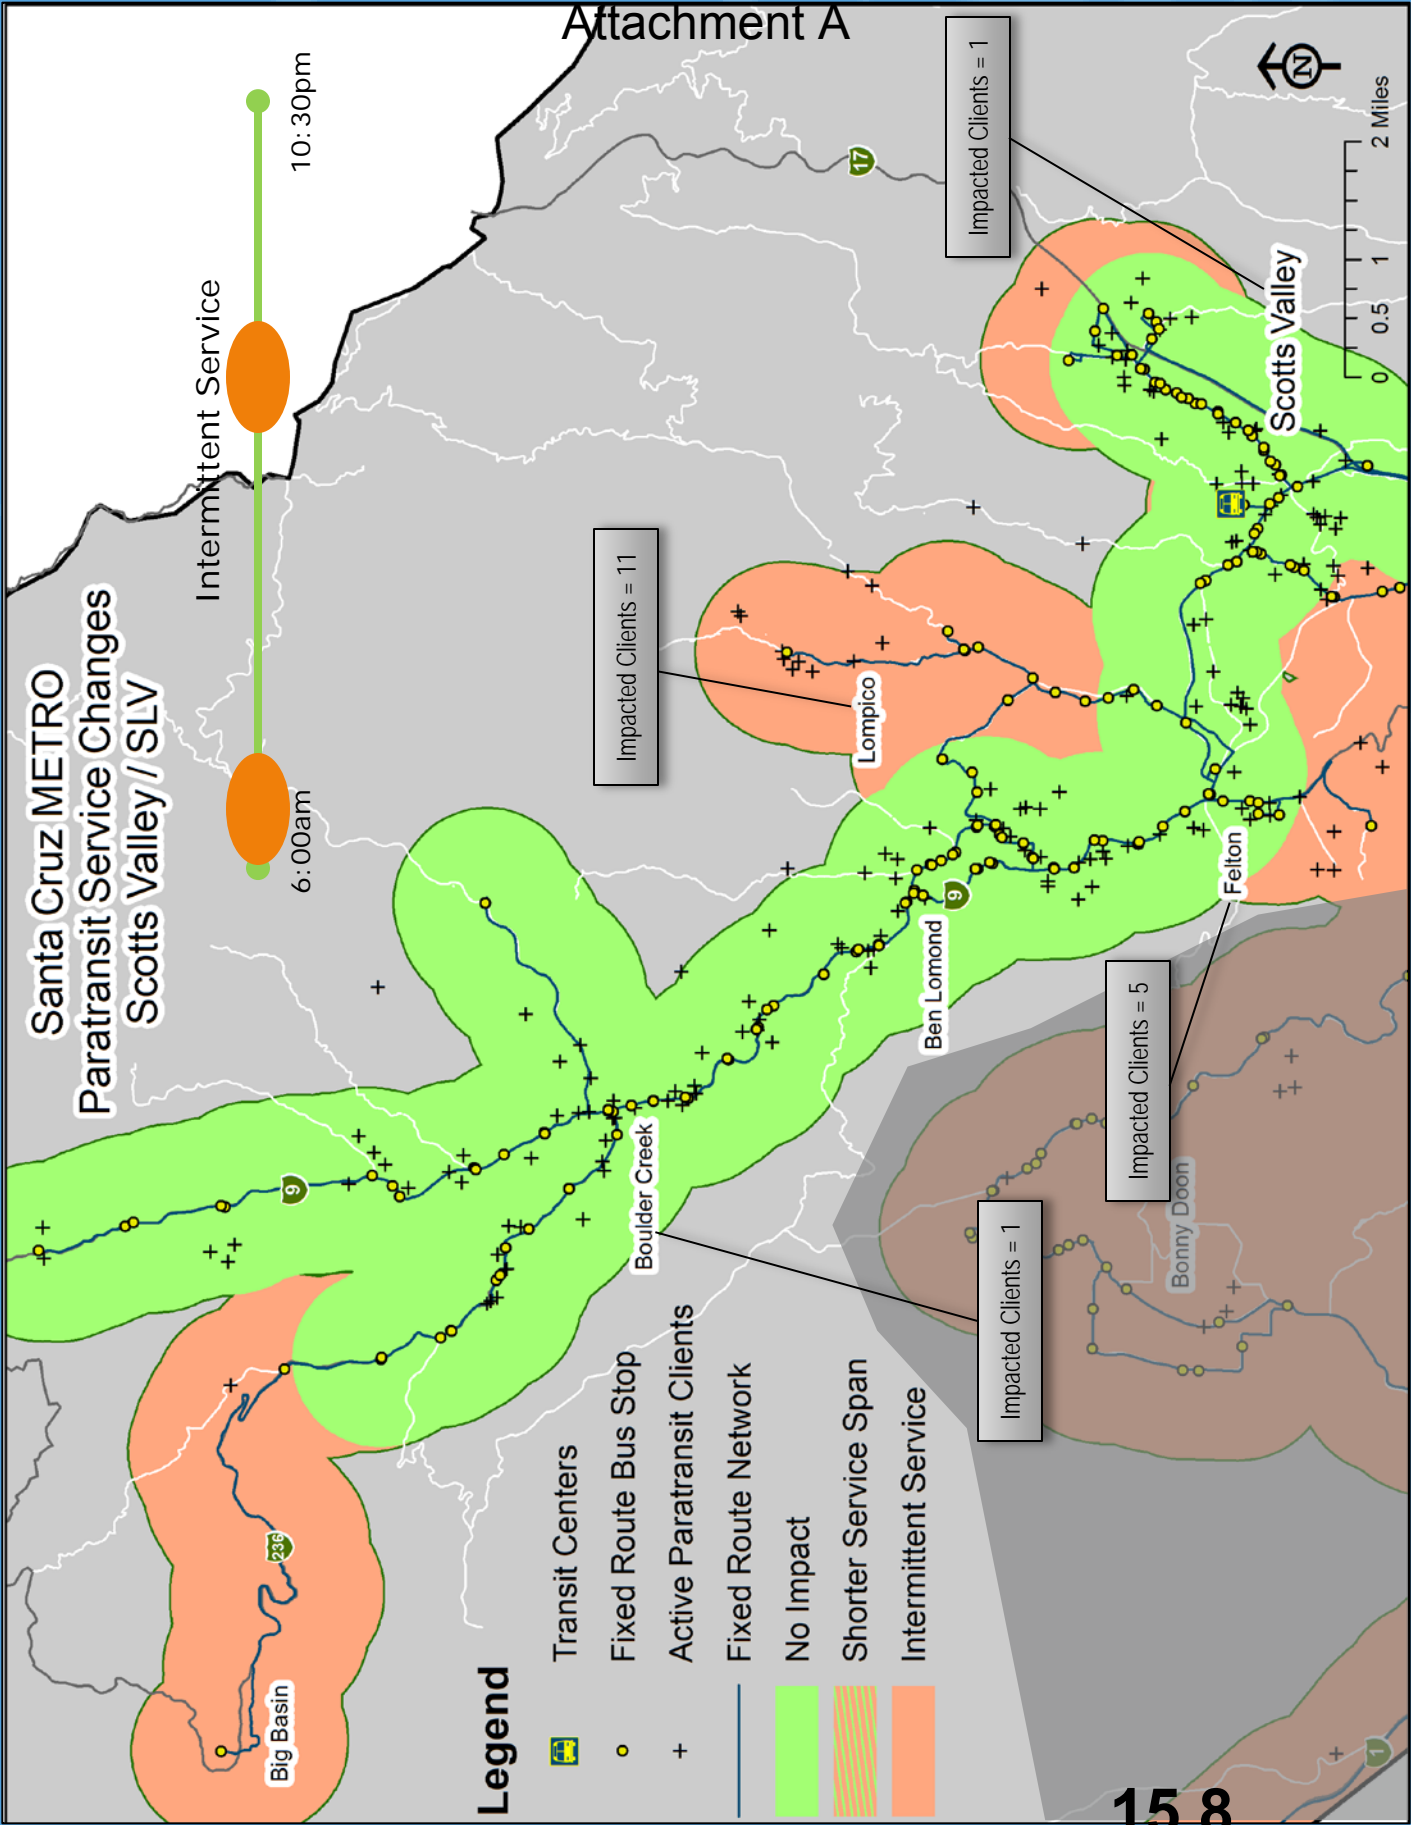 Attachment A
Santa Cruz METRO
Paratransit Service Changes
Scotts Valley / SLV
Intermittent Service
6:00am
10:30pm
Impacted Clients = 1
Impacted Clients = 11
Impacted Clients = 5
Impacted Clients = 1
17
9
9
236
1
Big Basin
Boulder Creek
Ben Lomond
Lompico
Felton
Scotts Valley
Bonny Doon
N
0 0.5 1 2 Miles
Legend
Transit Centers
Fixed Route Bus Stop
Active Paratransit Clients
Fixed Route Network
No Impact
Shorter Service Span
Intermittent Service
15.8